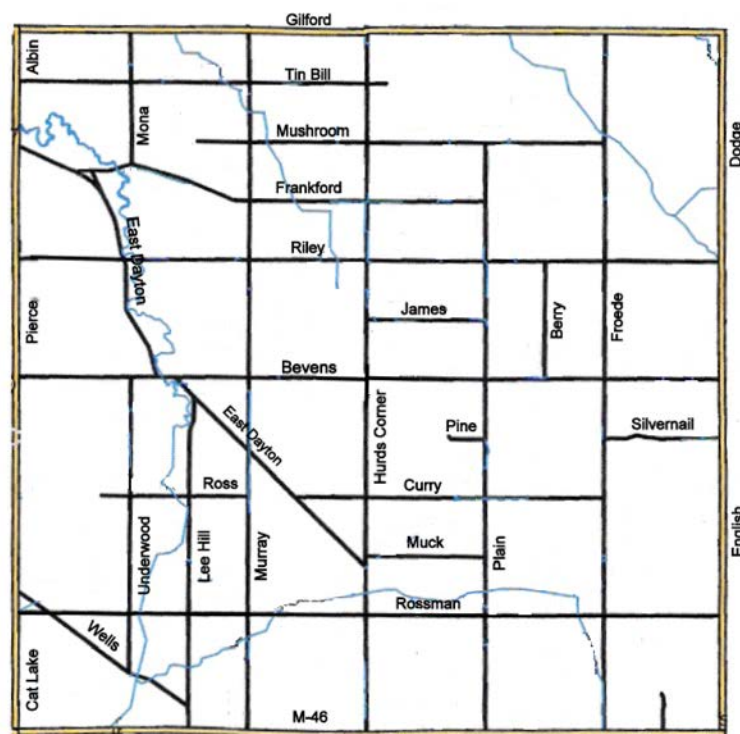 Gilford
Albin
Tin Bill
Mona
Mushroom
Dodge
Frankford
East Dayton
Riley
Pierce
James
Berry
Froede
Bevens
East Dayton
Hurds Corner
Pine
Silvernail
Ross
Curry
English
Underwood
Lee Hill
Murray
Muck
Plain
Rossman
Wells
Cat Lake
M-46